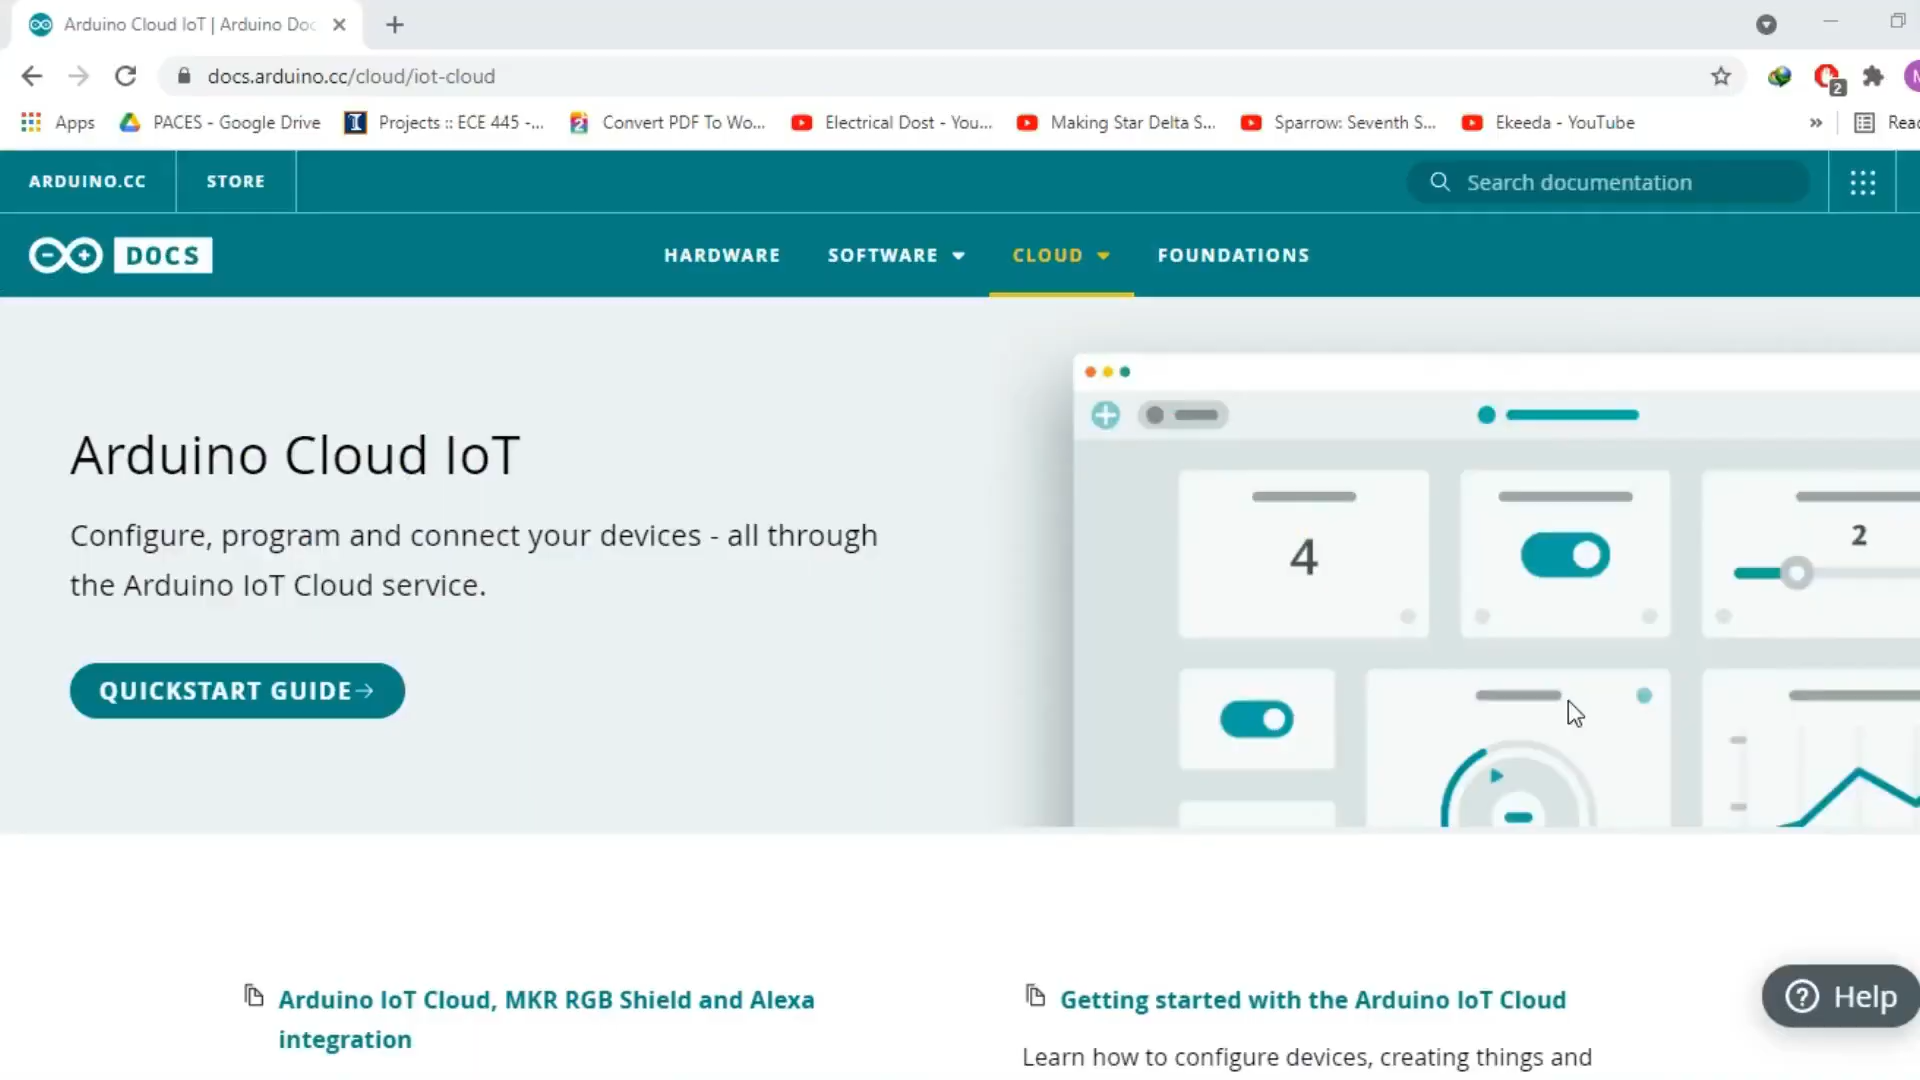 Arduino Cloud IoT | Arduino Doc
docs.arduino.cc/cloud/iot-cloud
2
Apps
PACES - Google Drive
Projects :: ECE 445 -...
Convert PDF To Wo...
Electrical Dost - You...
Making Star Delta S...
Sparrow: Seventh S...
Ekeeda - YouTube
»
Read
ARDUINO.CC
STORE
Search documentation
DOCS
HARDWARE
SOFTWARE
CLOUD
FOUNDATIONS
Arduino Cloud IoT
Configure, program and connect your devices - all through
the Arduino IoT Cloud service.
QUICKSTART GUIDE→
4
2
Arduino IoT Cloud, MKR RGB Shield and Alexa
integration
Getting started with the Arduino IoT Cloud
Learn how to configure devices, creating things and
Help